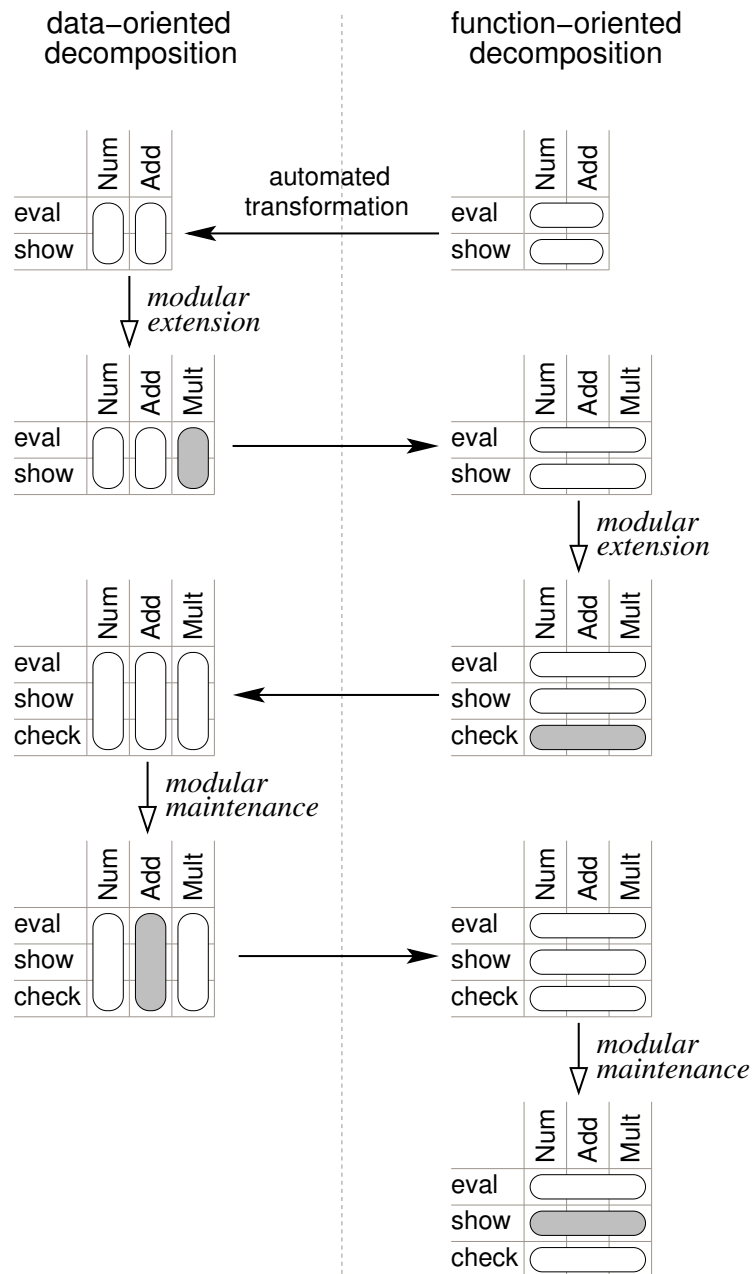 data−oriented
decomposition
function−oriented
decomposition
Num Add
eval
show
automated
transformation
Num Add
eval
show
modular
extension
Num Add Mult
eval
show
Num Add Mult
eval
show
modular
extension
Num Add Mult
eval
show
check
Num Add Mult
eval
show
check
modular
maintenance
Num Add Mult
eval
show
check
Num Add Mult
eval
show
check
modular
maintenance
Num Add Mult
eval
show
check